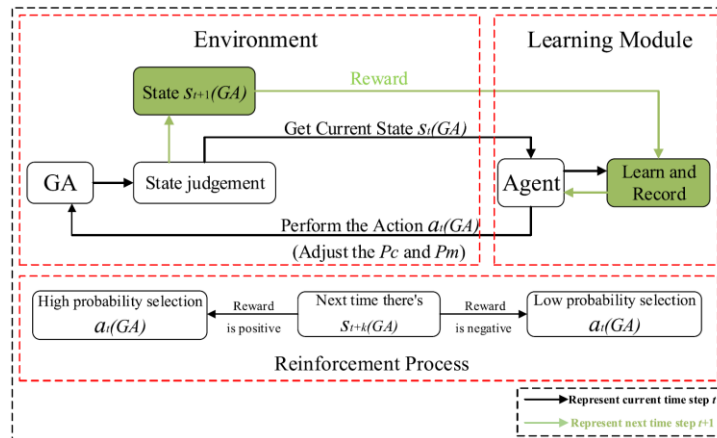 Environment
Learning Module
State st+1(GA)
Reward
Get Current State st(GA)
GA
State judgement
Agent
Learn and
Record
Perform the Action at(GA)
(Adjust the Pc and Pm)
High probability selection
at(GA)
Reward
is positive
Next time there's
st+k(GA)
Reward
is negative
Low probability selection
at(GA)
Reinforcement Process
Represent current time step t
Represent next time step t+1